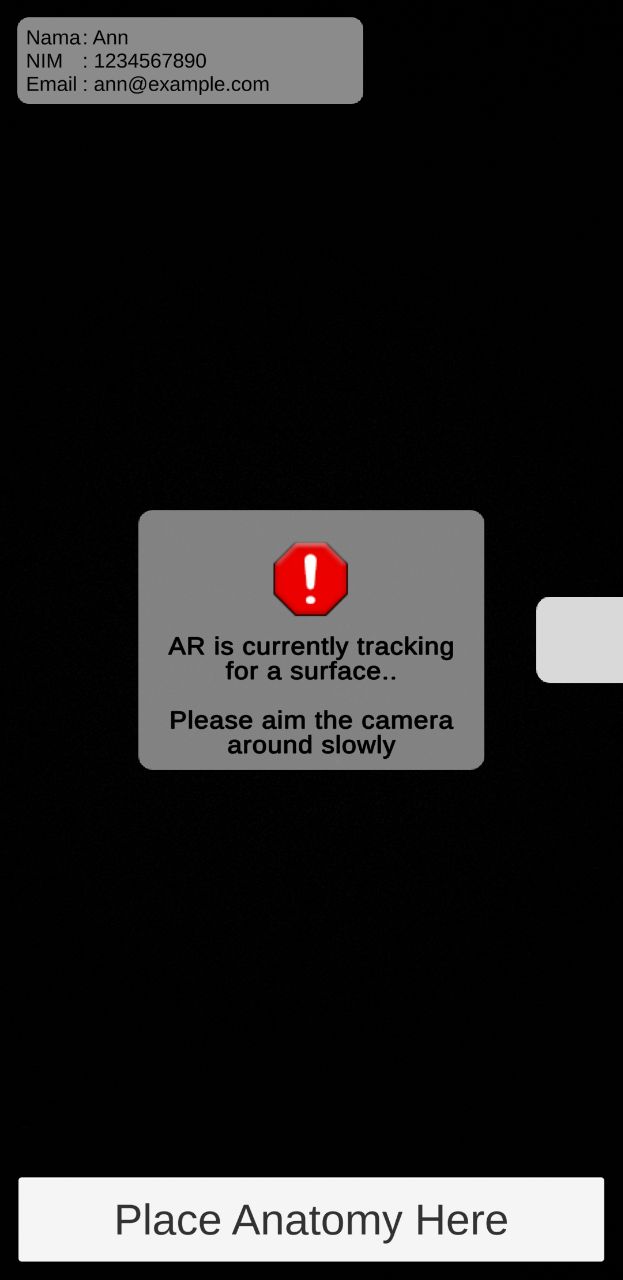 Nama : Ann
NIM : 1234567890
Email : ann@example.com
AR is currently tracking
for a surface..
Please aim the camera
around slowly
Place Anatomy Here